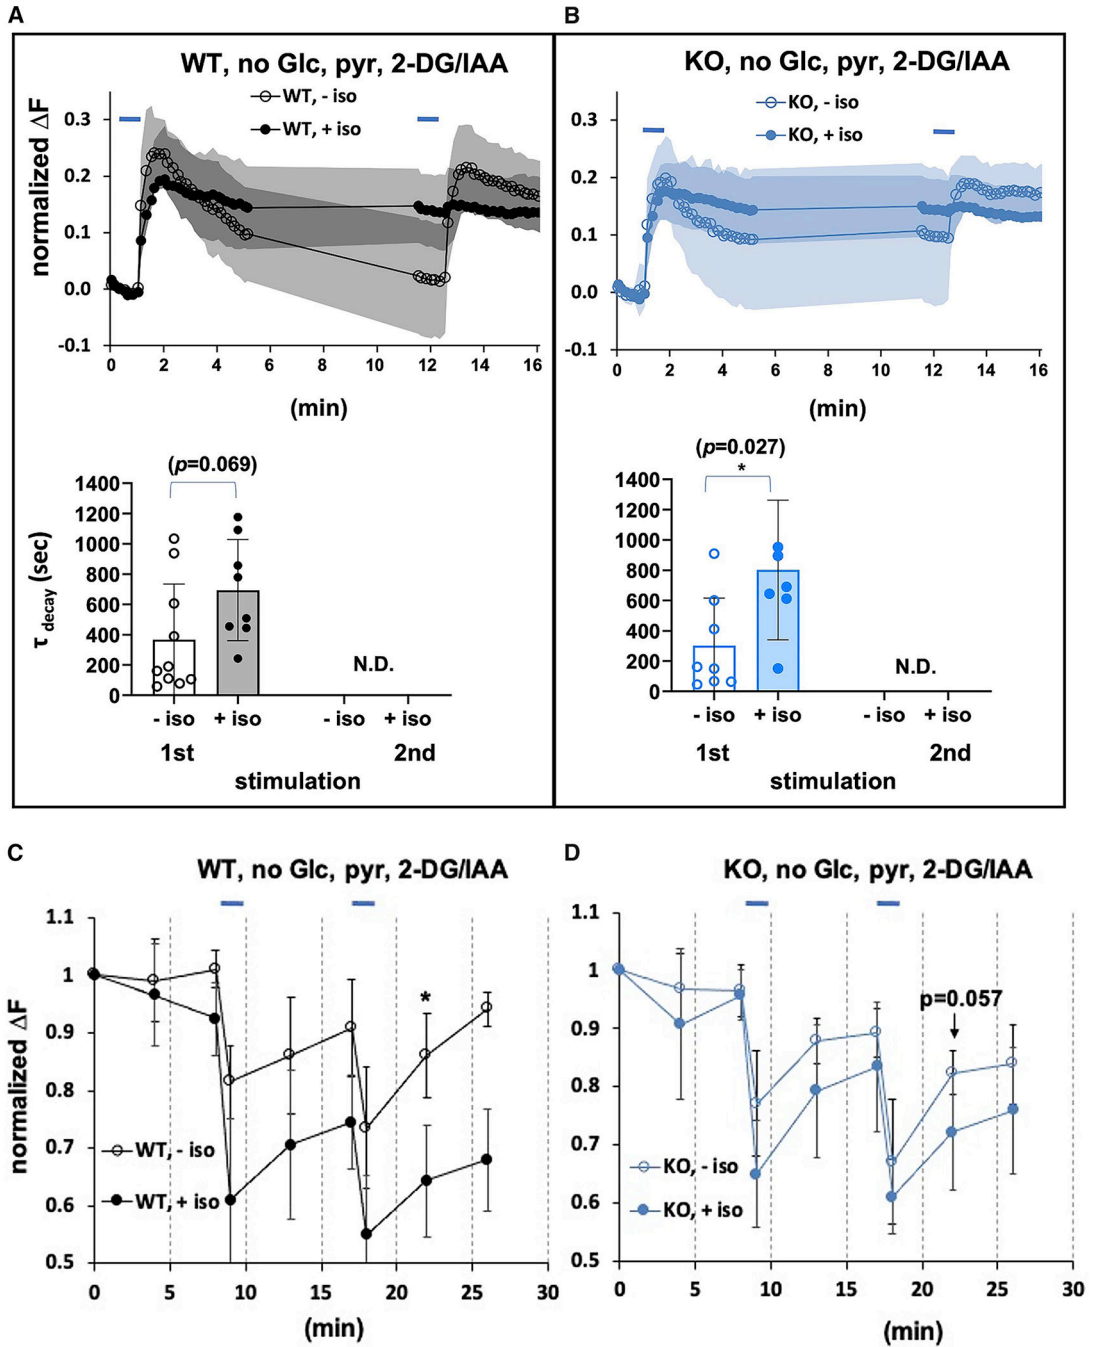 A
WT, no Glc, pyr, 2-DG/IAA
WT, - iso
WT, + iso
normalized ΔF
0.3
0.2
0.1
0.0
-0.1
0 2 4 6 8 10 12 14 16
(min)
(p=0.069)
τ decay (sec)
1400
1200
1000
800
600
400
200
0
N.D.
- iso + iso - iso + iso
1st 2nd
stimulation
B
KO, no Glc, pyr, 2-DG/IAA
KO, - iso
KO, + iso
0.3
0.2
0.1
0.0
-0.1
0 2 4 6 8 10 12 14 16
(min)
(p=0.027)
*
1400
1200
1000
800
600
400
200
0
N.D.
- iso + iso - iso + iso
1st 2nd
stimulation
C
WT, no Glc, pyr, 2-DG/IAA
normalized ΔF
1.1
1
0.9
0.8
0.7
0.6
0.5
*
WT, - iso
WT, + iso
0 5 10 15 20 25 30
(min)
D
KO, no Glc, pyr, 2-DG/IAA
1.1
1
0.9
0.8
0.7
0.6
0.5
p=0.057
KO, - iso
KO, + iso
0 5 10 15 20 25 30
(min)